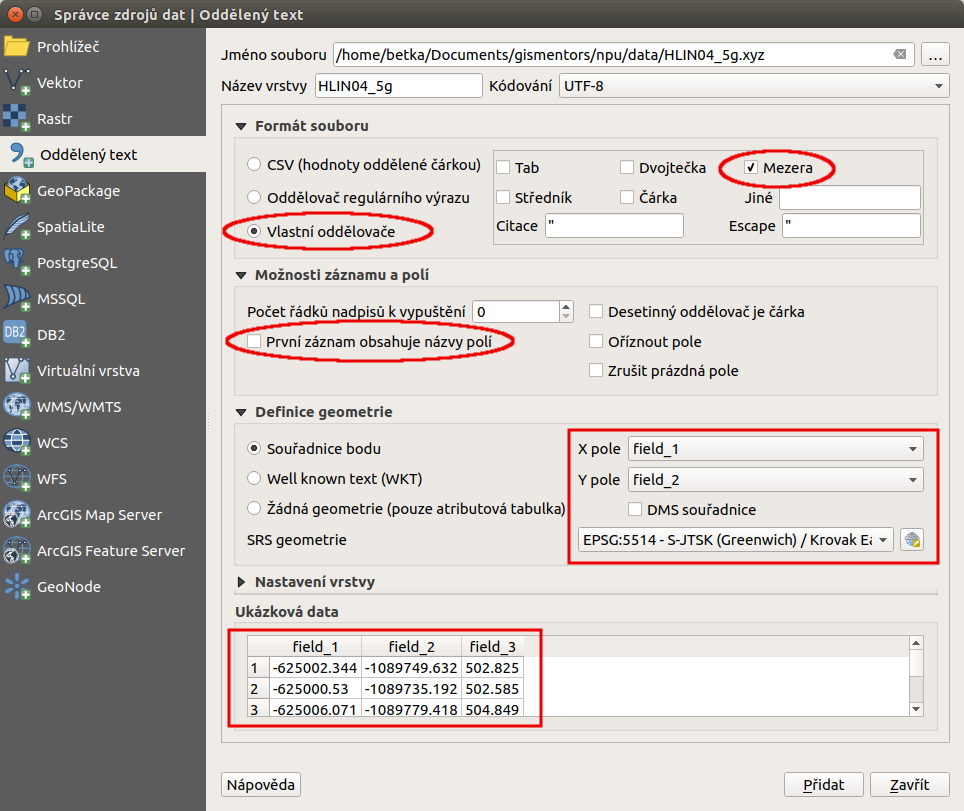 Správce zdrojů dat | Oddělený text
Prohlížeč
Vektor
Rastr
Oddělený text
GeoPackage
SpatiaLite
PostgreSQL
MSSQL
DB2
DB2
Virtuální vrstva
WMS/WMTS
WCS
WFS
ArcGIS Map Server
ArcGIS Feature Server
GeoNode
Jméno souboru /home/betka/Documents/gismentors/npu/data/HLIN04_5g.xyz ...
Název vrstvy HLIN04_5g Kódování UTF-8
Formát souboru
CSV (hodnoty oddělené čárkou) Tab Dvojtečka Mezera
Oddělovač regulárního výrazu Středník Čárka Jiné
Vlastní oddělovače Citace " Escape "
Možnosti záznamu a polí
Počet řádků nadpisů k vypuštění 0 Desetinný oddělovač je čárka
První záznam obsahuje názvy polí Oříznout pole
Zrušit prázdná pole
Definice geometrie
Souřadnice bodu X pole field_1
Well known text (WKT) Y pole field_2
Žádná geometrie (pouze atributová tabulka) DMS souřadnice
SRS geometrie EPSG:5514 - S-JTSK (Greenwich) / Krovak Ea
Nastavení vrstvy
Ukázková data
field_1 field_2 field_3
1 -625002.344 -1089749.632 502.825
2 -625000.53 -1089735.192 502.585
3 -625006.071 -1089779.418 504.849
Nápověda Přidat Zavřít